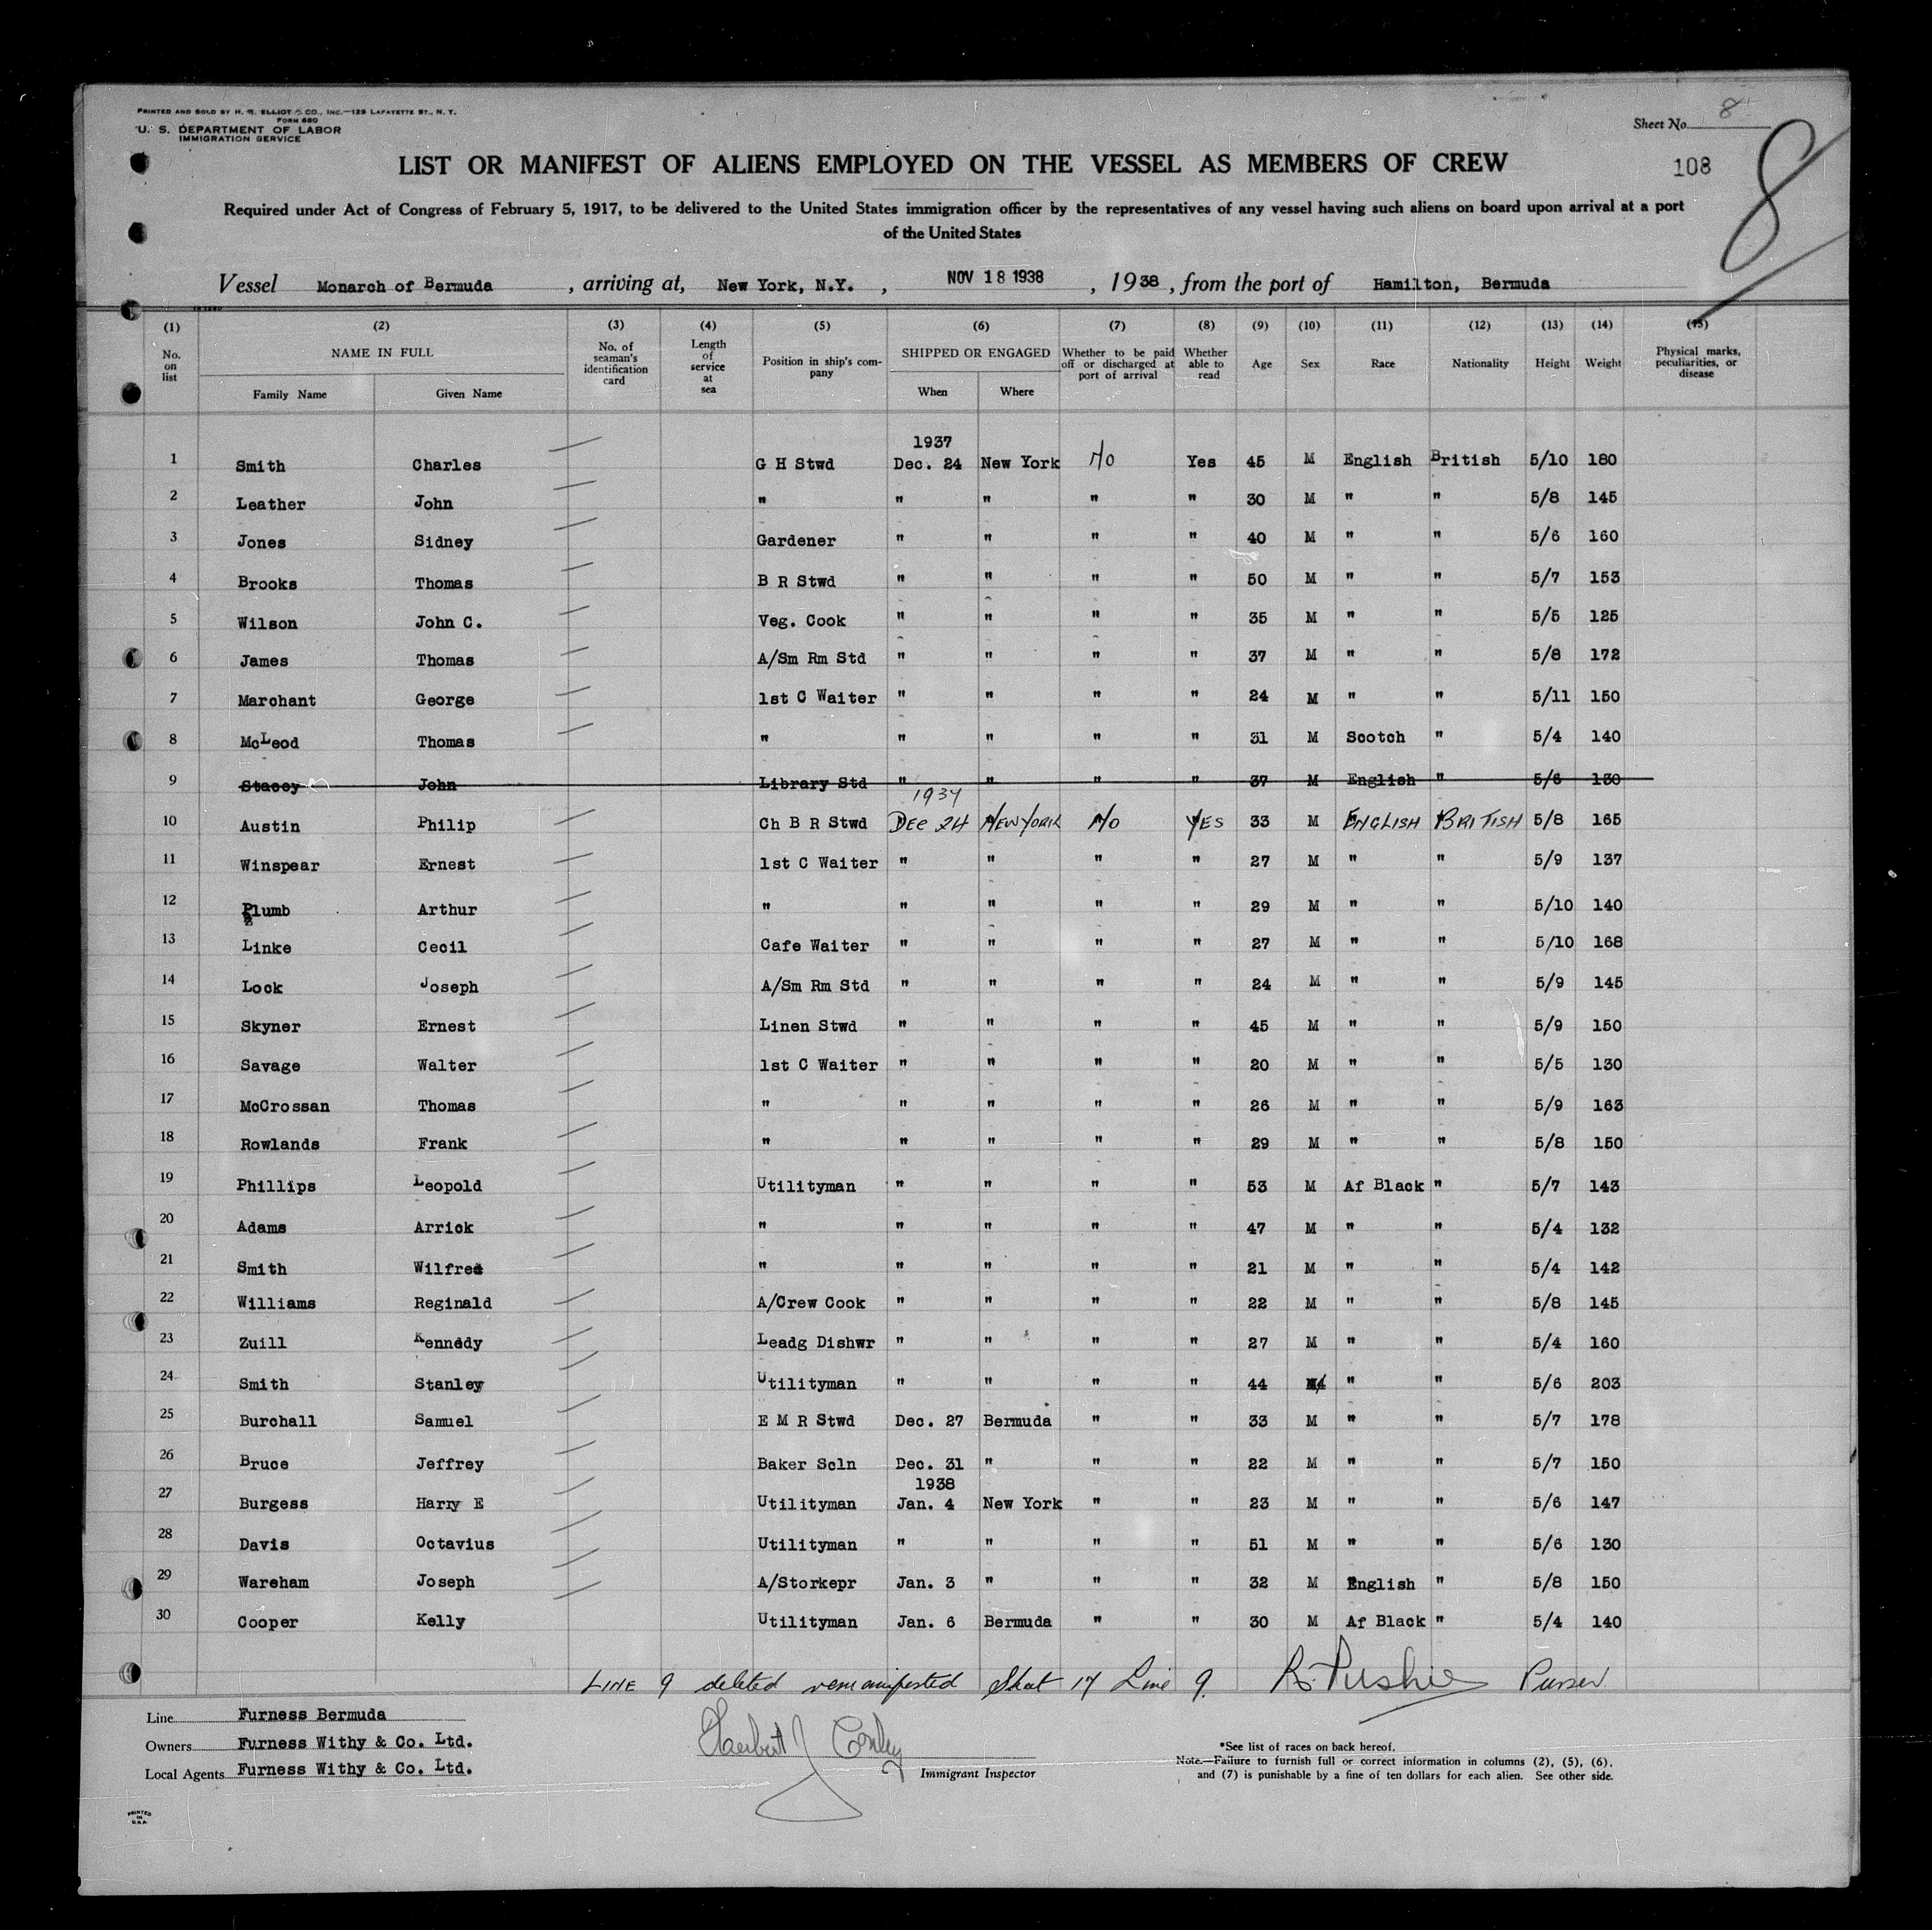 PRINTED AND SOLD BY H. R. ELLIOT & CO., INC.—129 LAFAYETTE ST., N. Y.
FORM 680
U. S. DEPARTMENT OF LABOR
IMMIGRATION SERVICE
Sheet No. 8
108
8
LIST OR MANIFEST OF ALIENS EMPLOYED ON THE VESSEL AS MEMBERS OF CREW
Required under Act of Congress of February 5, 1917, to be delivered to the United States immigration officer by the representatives of any vessel having such aliens on board upon arrival at a port
of the United States
Vessel Monarch of Bermuda, arriving at, New York, N.Y., NOV 18 1938, 1938, from the port of Hamilton, Bermuda
(1) (2) (3) (4) (5) (6) (7) (8) (9) (10) (11) (12) (13) (14) (15)
No. on list NAME IN FULL Family Name Given Name No. of seaman's identification card Length of service at sea Position in ship's company SHIPPED OR ENGAGED When Where Whether to be paid off or discharged at port of arrival Whether able to read Age Sex Race Nationality Height Weight Physical marks, peculiarities, or disease
1937
1 Smith Charles G H Stwd Dec. 24 New York No Yes 45 M English British 5/10 180
2 Leather John " " " " " 30 M " " 5/8 145
3 Jones Sidney Gardener " " " " 40 M " " 5/6 160
4 Brooks Thomas B R Stwd " " " " 50 M " " 5/7 153
5 Wilson John C. Veg. Cook " " " " 35 M " " 5/5 125
6 James Thomas A/Sm Rm Std " " " " 37 M " " 5/8 172
7 Marchant George 1st C Waiter " " " " 24 M " " 5/11 150
8 McLeod Thomas " " " " " 31 M Scotch " 5/4 140
9 Stacey John Library Std " " " " 37 M English " 5/6 130
1937
10 Austin Philip Ch B R Stwd Dec 24 New York No Yes 33 M English British 5/8 165
11 Winspear Ernest 1st C Waiter " " " " 27 M " " 5/9 137
12 Plumb Arthur " " " " " 29 M " " 5/10 140
13 Linke Cecil Cafe Waiter " " " " 27 M " " 5/10 168
14 Lock Joseph A/Sm Rm Std " " " " 24 M " " 5/9 145
15 Skyner Ernest Linen Stwd " " " " 45 M " " 5/9 150
16 Savage Walter 1st C Waiter " " " " 20 M " " 5/5 130
17 McCrossan Thomas " " " " " 26 M " " 5/9 163
18 Rowlands Frank " " " " " 29 M " " 5/8 150
19 Phillips Leopold Utilityman " " " " 53 M Af Black " 5/7 143
20 Adams Arrick " " " " " 47 M " " 5/4 132
21 Smith Wilfred " " " " " 21 M " " 5/4 142
22 Williams Reginald A/Crew Cook " " " " 22 M " " 5/8 145
23 Zuill Kennedy Leadg Dishwr " " " " 27 M " " 5/4 160
24 Smith Stanley Utilityman " " " " 44 M " " 5/6 203
25 Burchall Samuel E M R Stwd Dec. 27 Bermuda " " 33 M " " 5/7 178
26 Bruce Jeffrey Baker Scln Dec. 31 " " " 22 M " " 5/7 150
1938
27 Burgess Harry E Utilityman Jan. 4 New York " " 23 M " " 5/6 147
28 Davis Octavius Utilityman " " " " 51 M " " 5/6 130
29 Wareham Joseph A/Storkepr Jan. 3 " " " 32 M English " 5/8 150
30 Cooper Kelly Utilityman Jan. 6 Bermuda " " 30 M Af Black " 5/4 140
LINE 9 deleted remanifested Sheet 17 Line 9. R. Pushie Purser
Line Furness Bermuda
Owners Furness Withy & Co. Ltd.
Local Agents Furness Withy & Co. Ltd.
Herbert J Conley
Immigrant Inspector
*See list of races on back hereof.
Note.—Failure to furnish full or correct information in columns (2), (5), (6),
and (7) is punishable by a fine of ten dollars for each alien. See other side.
PRINTED
IN
U.S.A.